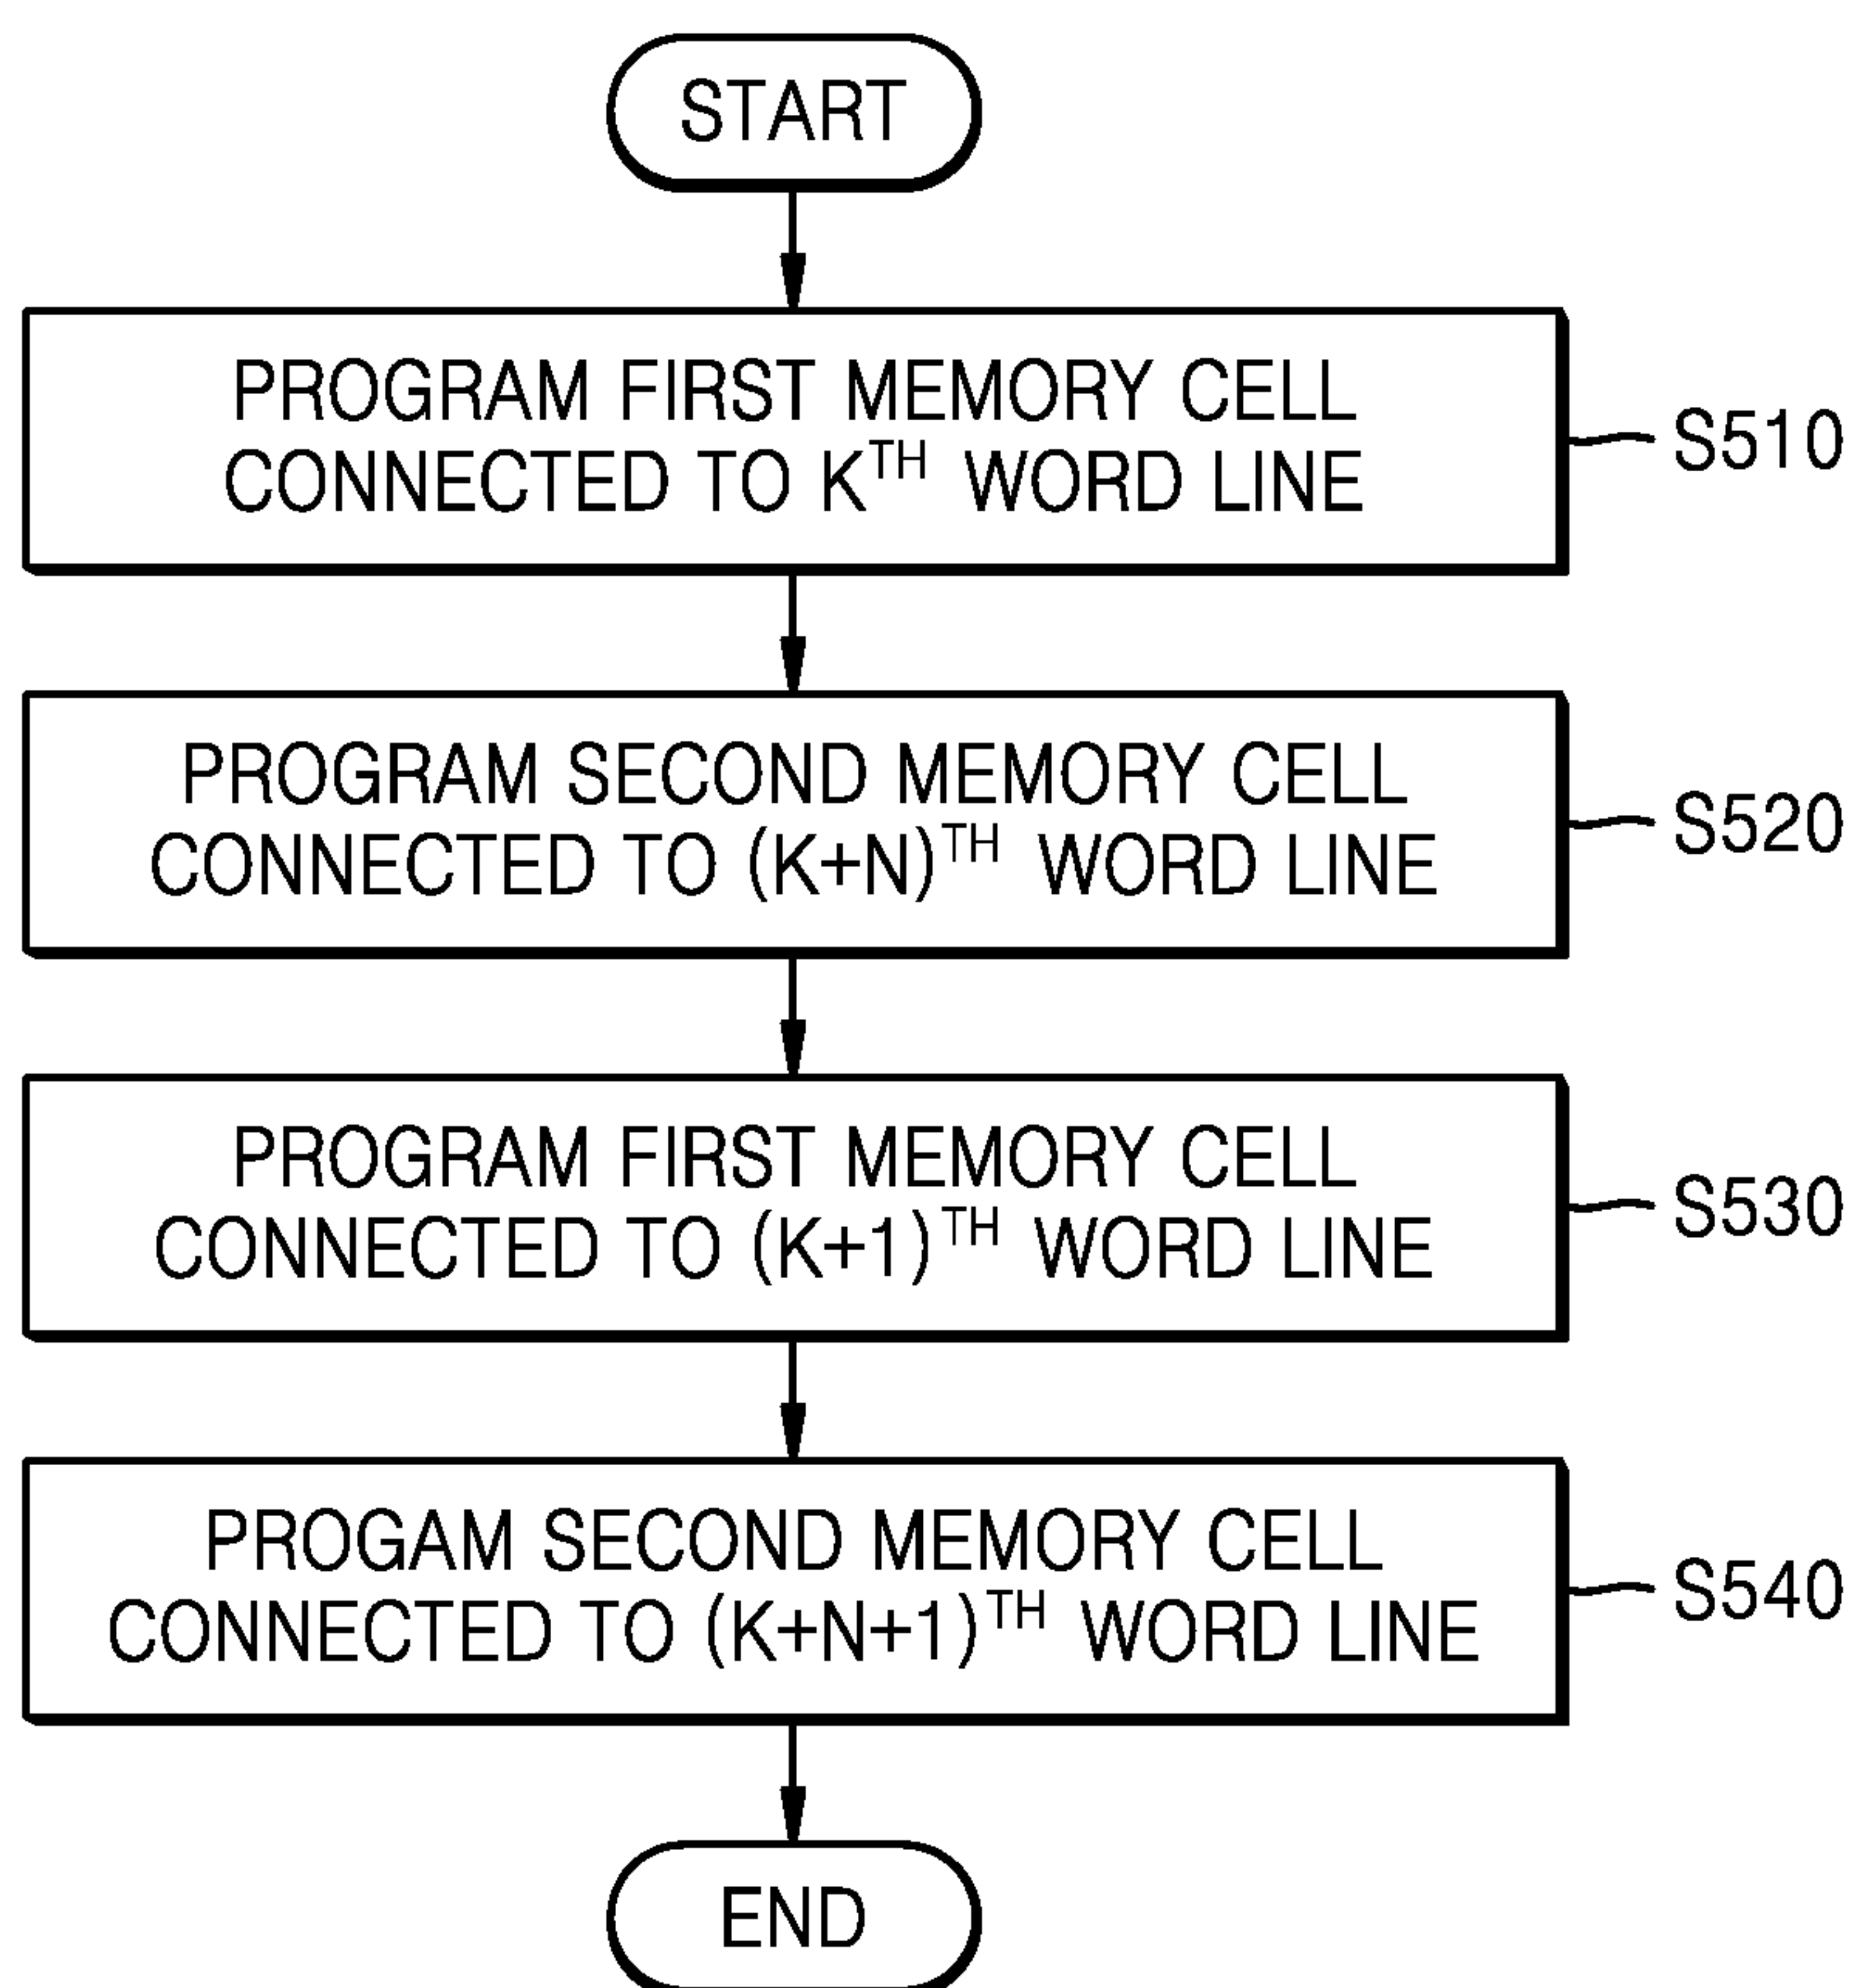 START
PROGRAM FIRST MEMORY CELL
CONNECTED TO K^TH WORD LINE
S510
PROGRAM SECOND MEMORY CELL
CONNECTED TO (K+N)^TH WORD LINE
S520
PROGRAM FIRST MEMORY CELL
CONNECTED TO (K+1)^TH WORD LINE
S530
PROGAM SECOND MEMORY CELL
CONNECTED TO (K+N+1)^TH WORD LINE
S540
END